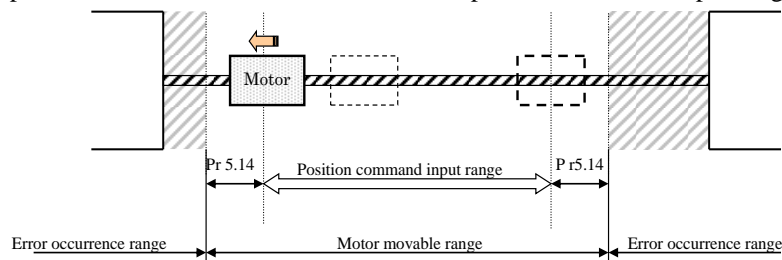 Motor
Pr 5.14
Position command input range
P r5.14
Error occurrence range
Motor movable range
Error occurrence range